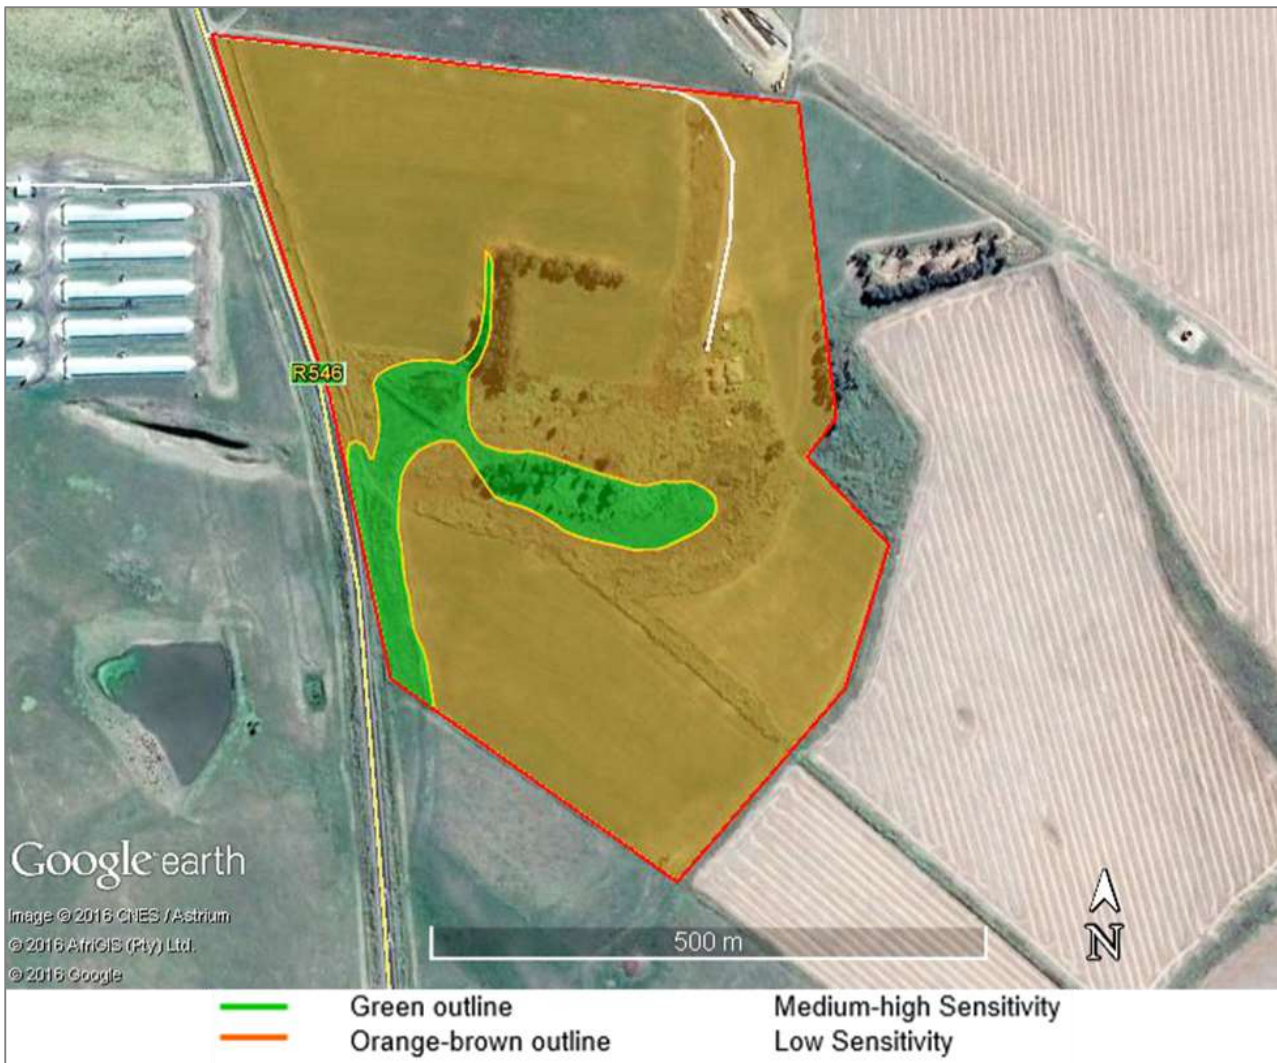 R546
Google earth
Image © 2016 CNES / Astrium
© 2016 AfriGIS (Pty) Ltd.
© 2016 Google
500 m
N
Green outline Medium-high Sensitivity
Orange-brown outline Low Sensitivity